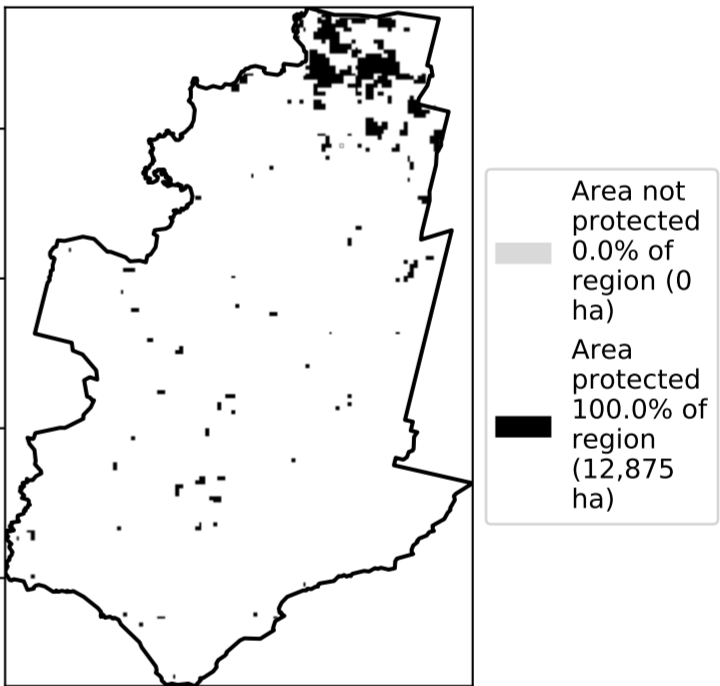 Area not
protected
0.0% of
region (0
ha)
Area
protected
100.0% of
region
(12,875
ha)